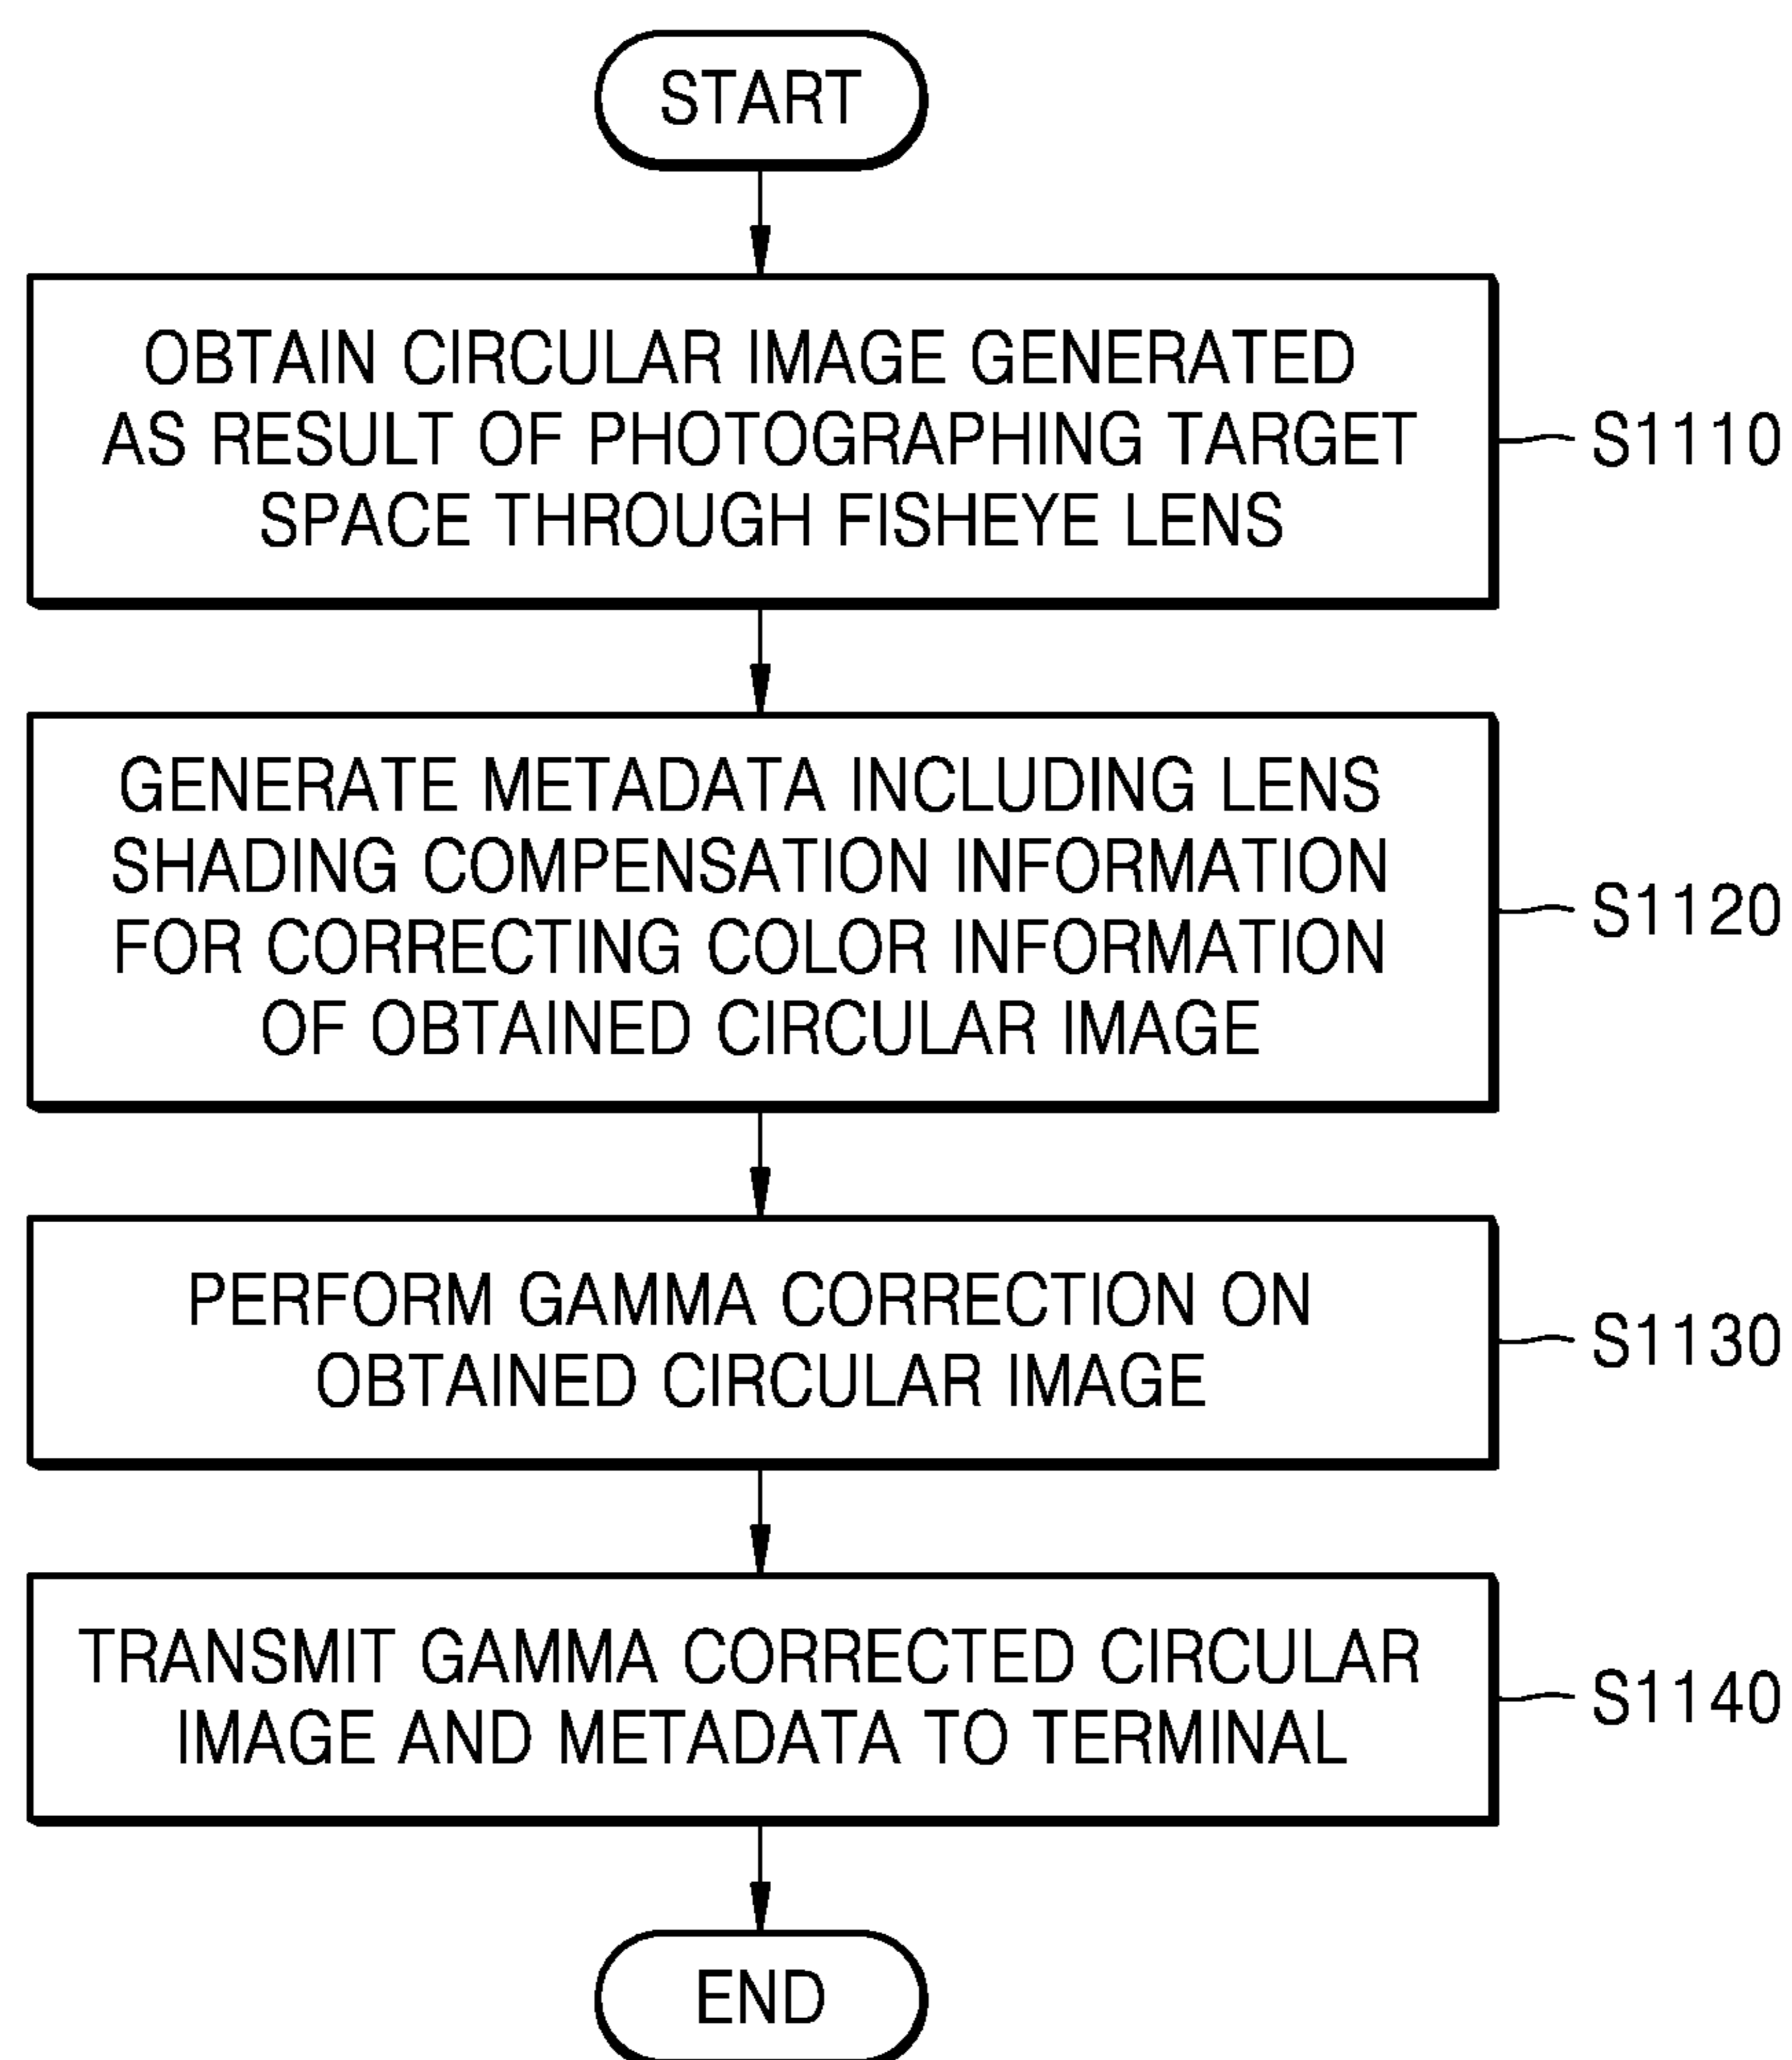 START
OBTAIN CIRCULAR IMAGE GENERATED
AS RESULT OF PHOTOGRAPHING TARGET
SPACE THROUGH FISHEYE LENS
S1110
GENERATE METADATA INCLUDING LENS
SHADING COMPENSATION INFORMATION
FOR CORRECTING COLOR INFORMATION
OF OBTAINED CIRCULAR IMAGE
S1120
PERFORM GAMMA CORRECTION ON
OBTAINED CIRCULAR IMAGE
S1130
TRANSMIT GAMMA CORRECTED CIRCULAR
IMAGE AND METADATA TO TERMINAL
S1140
END